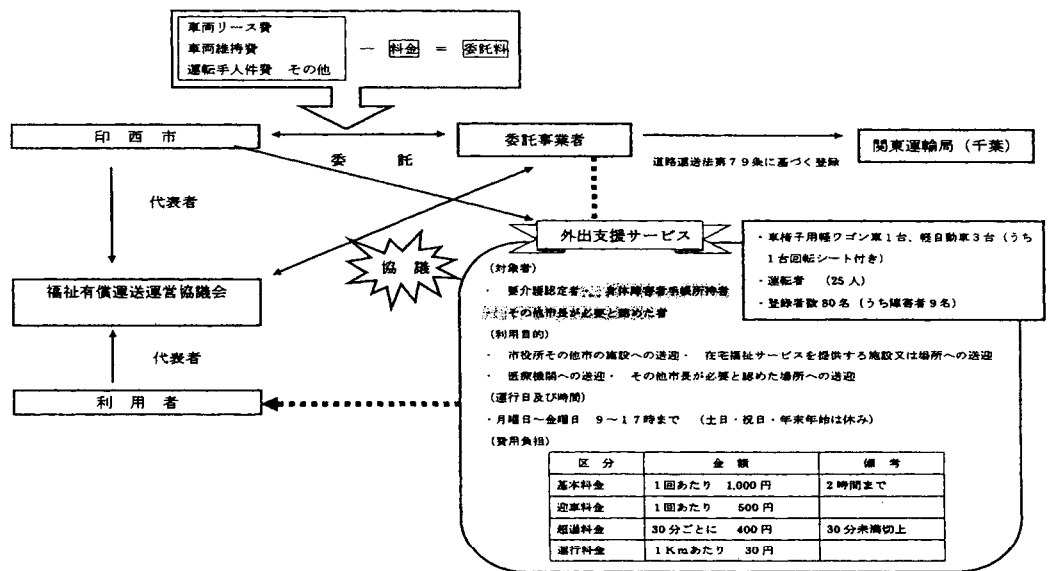 車両リース費
車両維持費
運転手人件費 その他
－ 料金 ＝ 委託料
印 西 市
委託事業者
関東運輸局（千葉）
委 託
道路運送法第７９条に基づく登録
代表者
外出支援サービス
・車椅子用軽ワゴン車１台、軽自動車３台（うち
１台回転シート付き）
・運転者 （25人）
・登録者数80名（うち障害者９名）
協 議
福祉有償運送運営協議会
（対象者）
・ 要介護認定者 身体障害者手帳所持者
その他市長が必要と認めた者
（利用目的）
・ 市役所その他市の施設への送迎・ 在宅福祉サービスを提供する施設又は場所への送迎
・ 医療機関への送迎・ その他市長が必要と認めた場所への送迎
代表者
利 用 者
（運行日及び時間）
・月曜日～金曜日 ９～１７時まで （土日・祝日・年末年始は休み）
（費用負担）
区 分 金 額 備 考
基本料金 １回あたり 1,000円 ２時間まで
迎車料金 １回あたり 500円
超過料金 30分ごとに 400円 30分未満切上
運行料金 １Ｋｍあたり 30円